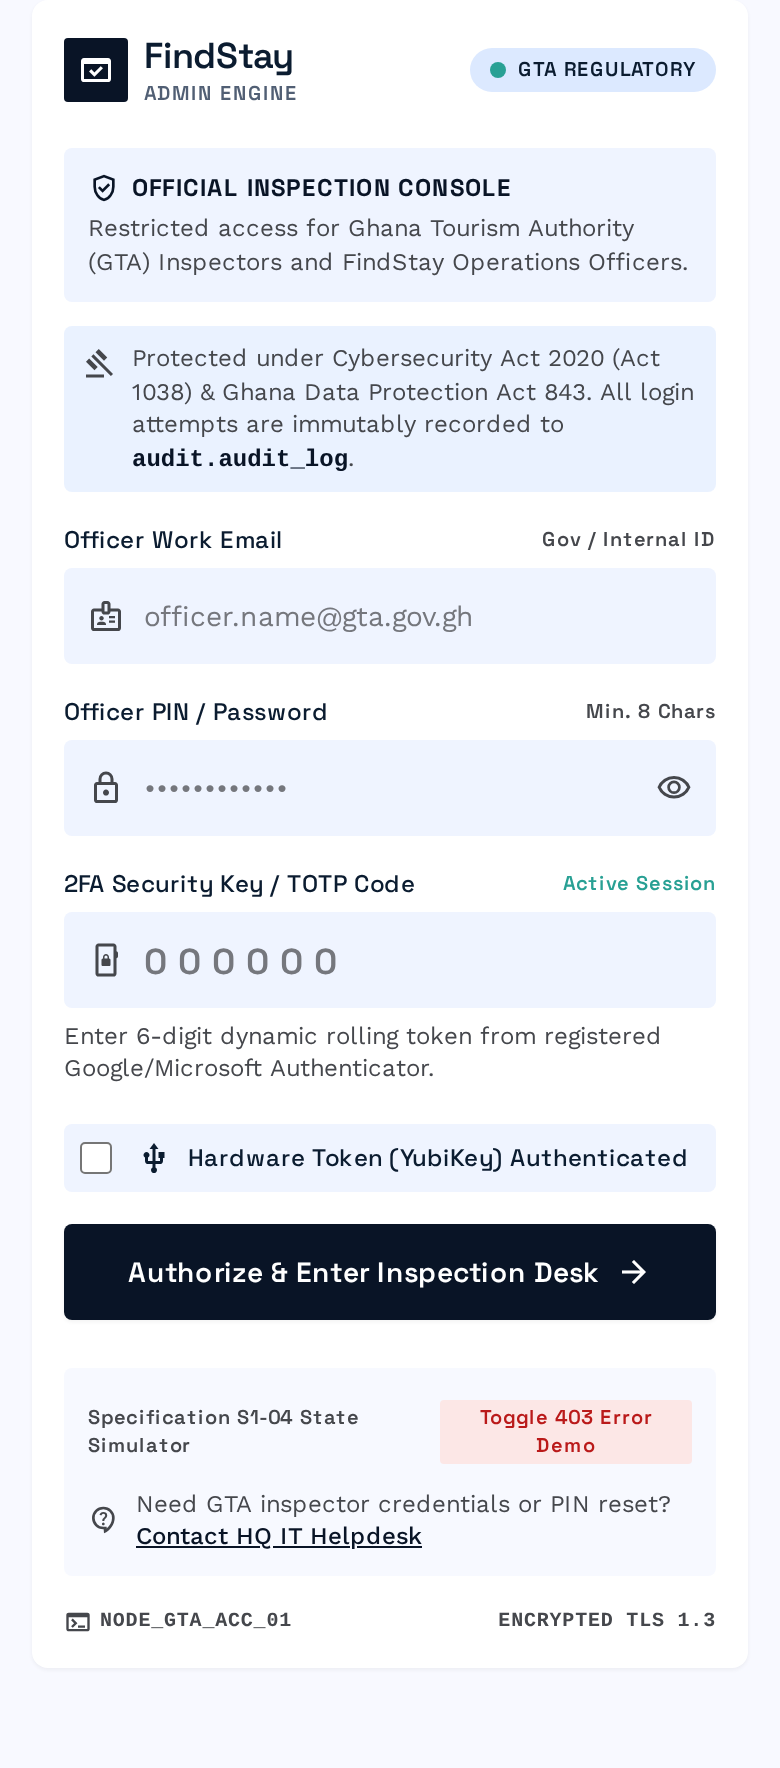 FindStay
ADMIN ENGINE
GTA REGULATORY
OFFICIAL INSPECTION CONSOLE
Restricted access for Ghana Tourism Authority
(GTA) Inspectors and FindStay Operations Officers.
Protected under Cybersecurity Act 2020 (Act
1038) & Ghana Data Protection Act 843. All login
attempts are immutably recorded to
audit.audit_log.
Officer Work Email
Gov / Internal ID
officer.name@gta.gov.gh
Officer PIN / Password
Min. 8 Chars
••••••••••••
2FA Security Key / TOTP Code
Active Session
000000
Enter 6-digit dynamic rolling token from registered
Google/Microsoft Authenticator.
Hardware Token (YubiKey) Authenticated
Authorize & Enter Inspection Desk
Specification S1-04 State
Simulator
Toggle 403 Error
Demo
Need GTA inspector credentials or PIN reset?
Contact HQ IT Helpdesk
NODE_GTA_ACC_01
ENCRYPTED TLS 1.3